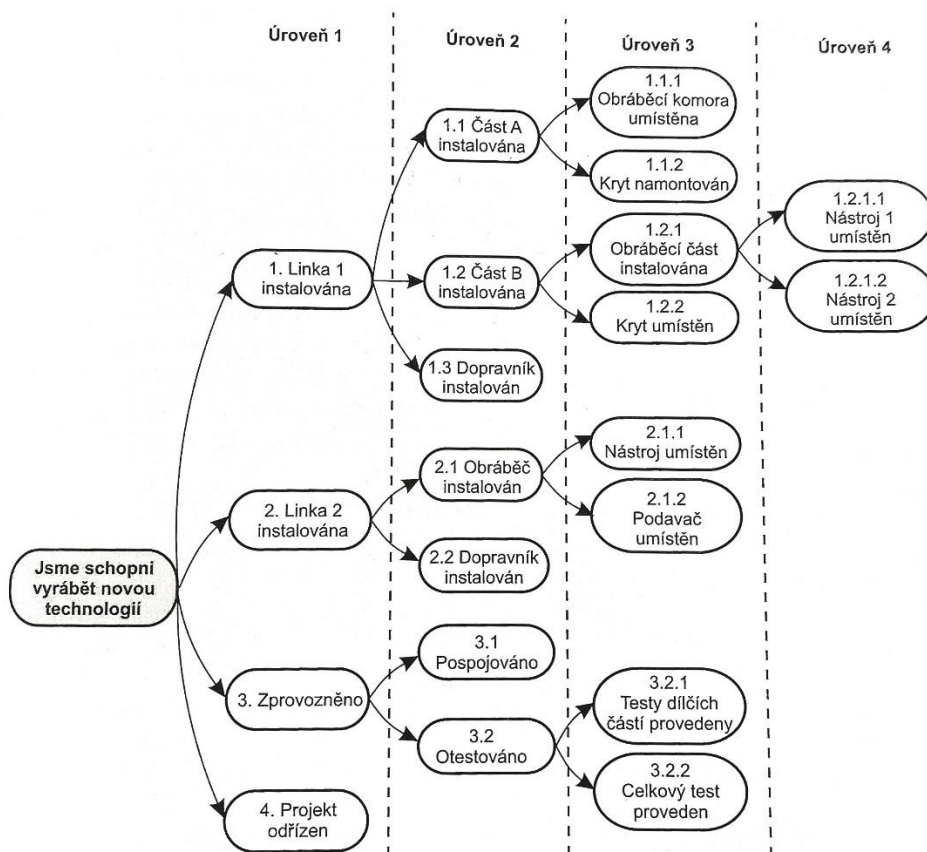 Úroveň 1
Úroveň 2
Úroveň 3
Úroveň 4
Jsme schopni
vyrábět novou
technologií
1. Linka 1
instalována
1.1 Část A
instalována
1.1.1
Obráběcí komora
umístěna
1.1.2
Kryt namontován
1.2 Část B
instalována
1.2.1
Obráběcí část
instalována
1.2.1.1
Nástroj 1
umístěn
1.2.1.2
Nástroj 2
umístěn
1.2.2
Kryt umístěn
1.3 Dopravník
instalován
2. Linka 2
instalována
2.1 Obráběč
instalován
2.1.1
Nástroj umístěn
2.1.2
Podavač
umístěn
2.2 Dopravník
instalován
3. Zprovozněno
3.1
Pospojováno
3.2
Otestováno
3.2.1
Testy dílčích
částí provedeny
3.2.2
Celkový test
proveden
4. Projekt
odřízen